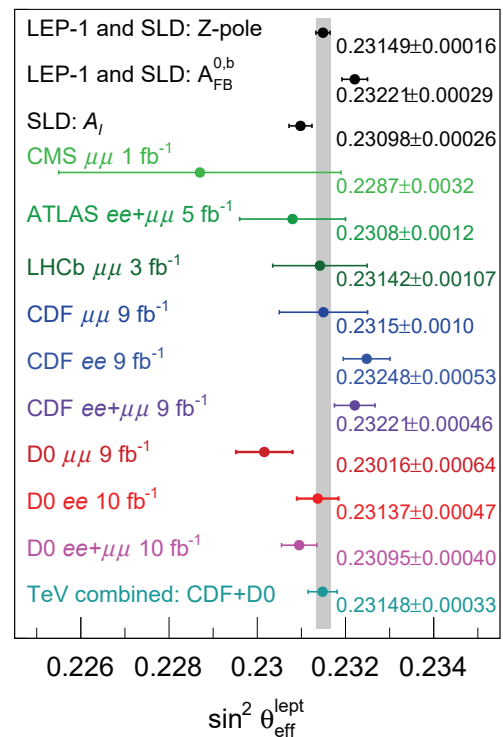 LEP-1 and SLD: Z-pole
0.23149±0.00016
LEP-1 and SLD: A_FB^0,b
0.23221±0.00029
SLD: A_l
0.23098±0.00026
CMS μμ 1 fb⁻¹
0.2287±0.0032
ATLAS ee+μμ 5 fb⁻¹
0.2308±0.0012
LHCb μμ 3 fb⁻¹
0.23142±0.00107
CDF μμ 9 fb⁻¹
0.2315±0.0010
CDF ee 9 fb⁻¹
0.23248±0.00053
CDF ee+μμ 9 fb⁻¹
0.23221±0.00046
D0 μμ 9 fb⁻¹
0.23016±0.00064
D0 ee 10 fb⁻¹
0.23137±0.00047
D0 ee+μμ 10 fb⁻¹
0.23095±0.00040
TeV combined: CDF+D0
0.23148±0.00033
0.226 0.228 0.23 0.232 0.234
sin² θ_eff^lept